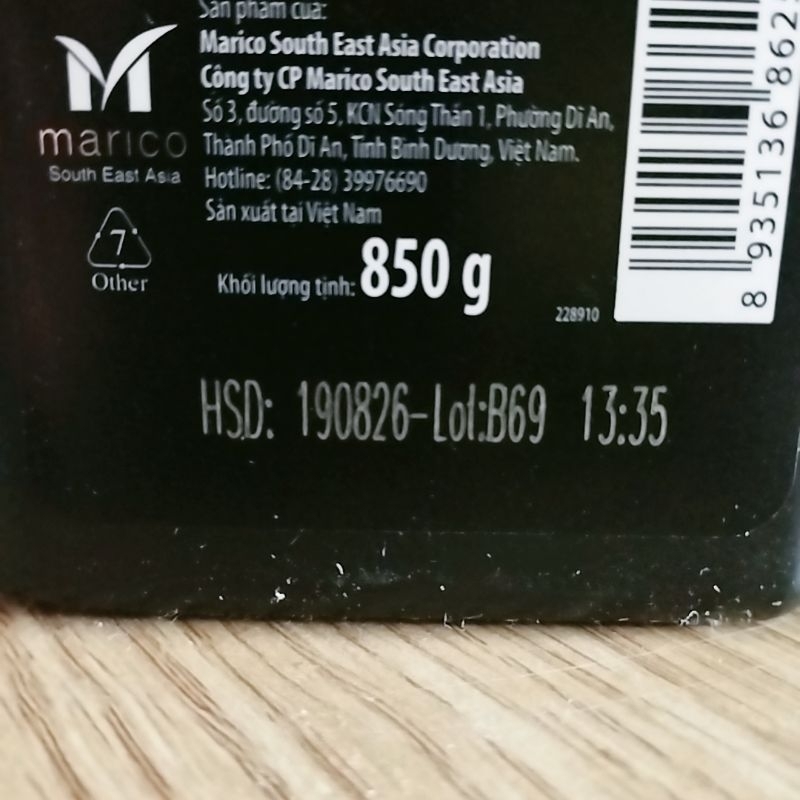 Sản phẩm của:
Marico South East Asia Corporation
Công ty CP Marico South East Asia
Số 3, đường số 5, KCN Sóng Thần 1, Phường Dĩ An,
Thành Phố Dĩ An, Tỉnh Bình Dương, Việt Nam.
Hotline: (84-28) 39976690
Sản xuất tại Việt Nam
marico
South East Asia
7
Other
Khối lượng tịnh: 850 g
228910
8 935136 862
HSD: 190826-Lot:B69 13:35